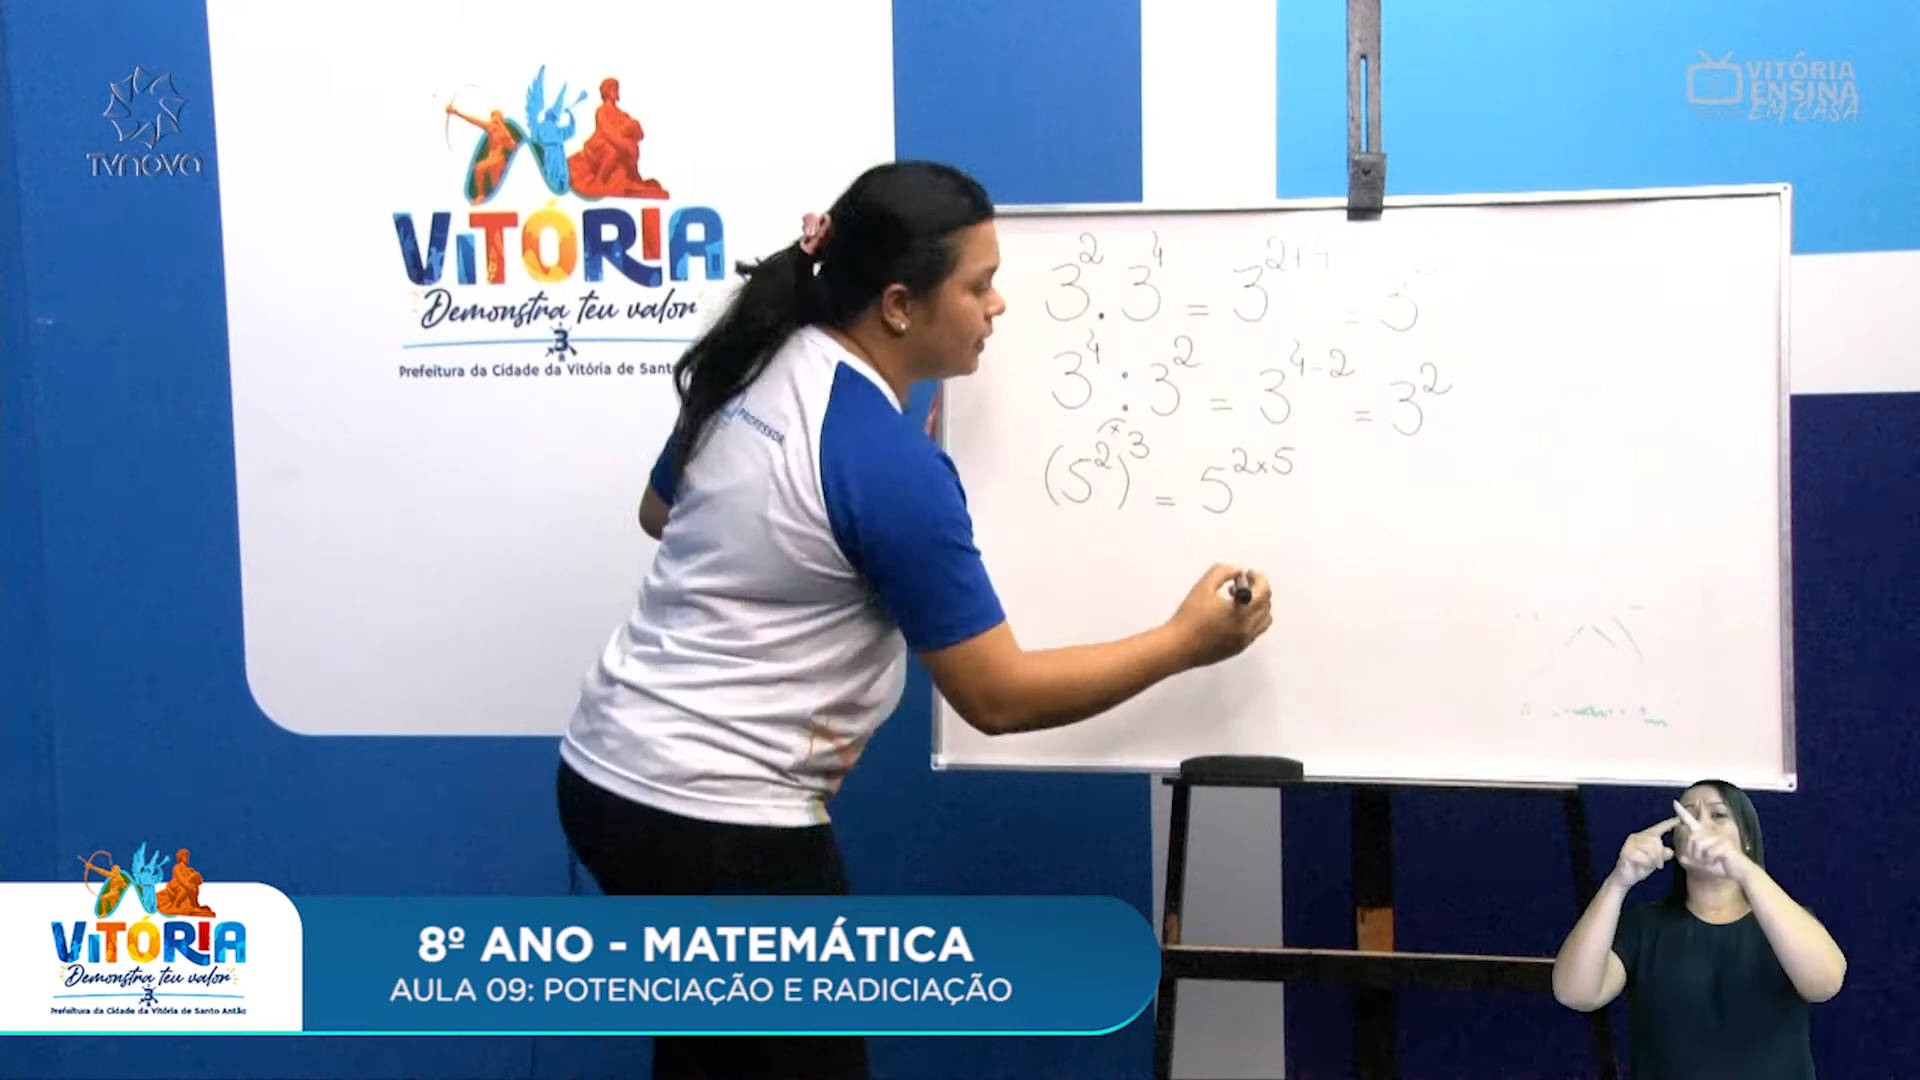 TVNOVA
VITÓRIA
ENSINA
EM CASA
VITÓRIA
Demonstra teu valor
3
Prefeitura da Cidade da Vitória de Sant
PROFESSOR
3² . 3⁴ = 3²⁺⁴ = 3
3⁴ : 3² = 3⁴⁻² = 3²
(5²)³ = 5²ˣ⁵
×
8º ANO - MATEMÁTICA
AULA 09: POTENCIAÇÃO E RADICIAÇÃO
VITÓRIA
Demonstra teu valor
3
Prefeitura da Cidade da Vitória de Santo Antão